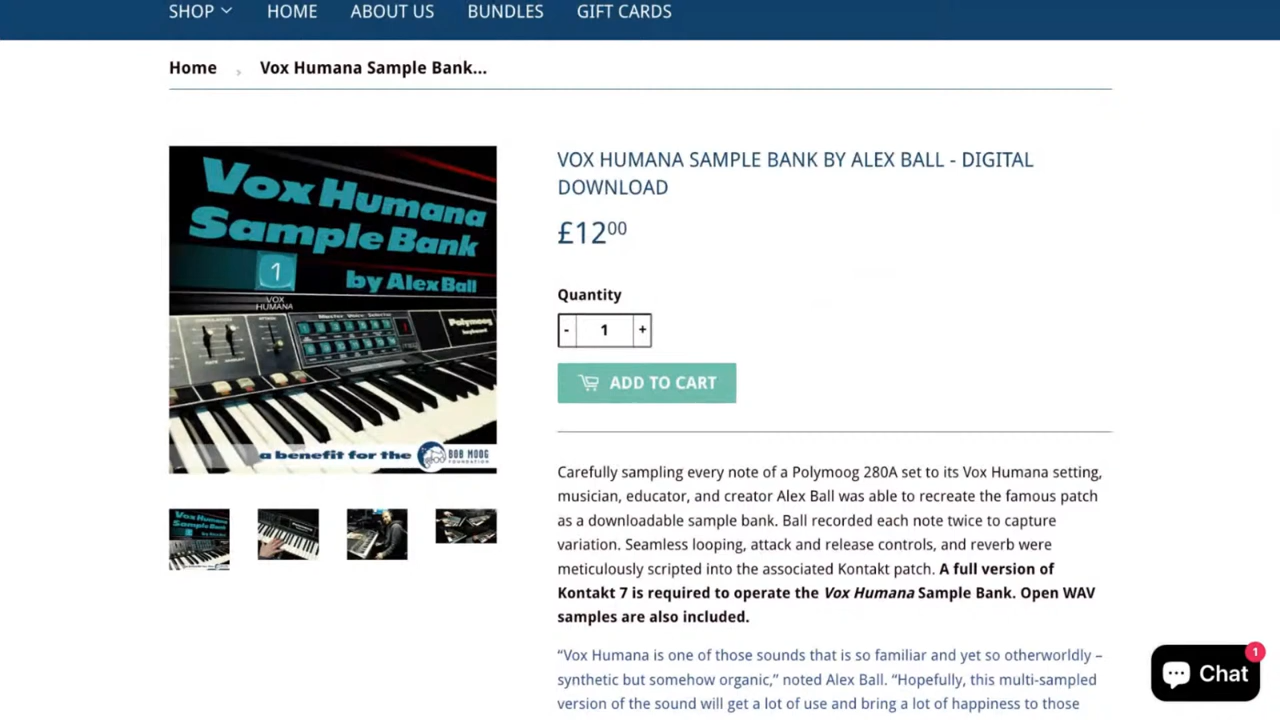 SHOP HOME ABOUT US BUNDLES GIFT CARDS
Home › Vox Humana Sample Bank...
Vox Humana
Sample Bank
1
by Alex Ball
VOX
HUMANA
Master Voice Selector
Polymoog
keyboard
a benefit for the BOB MOOG
FOUNDATION
VOX HUMANA SAMPLE BANK BY ALEX BALL - DIGITAL
DOWNLOAD
£12⁰⁰
Quantity
- 1 +
ADD TO CART
Carefully sampling every note of a Polymoog 280A set to its Vox Humana setting,
musician, educator, and creator Alex Ball was able to recreate the famous patch
as a downloadable sample bank. Ball recorded each note twice to capture
variation. Seamless looping, attack and release controls, and reverb were
meticulously scripted into the associated Kontakt patch. A full version of
Kontakt 7 is required to operate the Vox Humana Sample Bank. Open WAV
samples are also included.
“Vox Humana is one of those sounds that is so familiar and yet so otherworldly –
synthetic but somehow organic,” noted Alex Ball. “Hopefully, this multi-sampled
version of the sound will get a lot of use and bring a lot of happiness to those
Chat
1